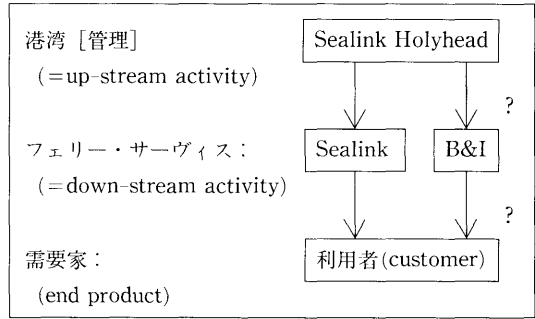 港湾［管理］
(=up-stream activity)
Sealink Holyhead
?
フェリー・サーヴィス：
(=down-stream activity)
Sealink
B&I
?
需要家：
(end product)
利用者(customer)